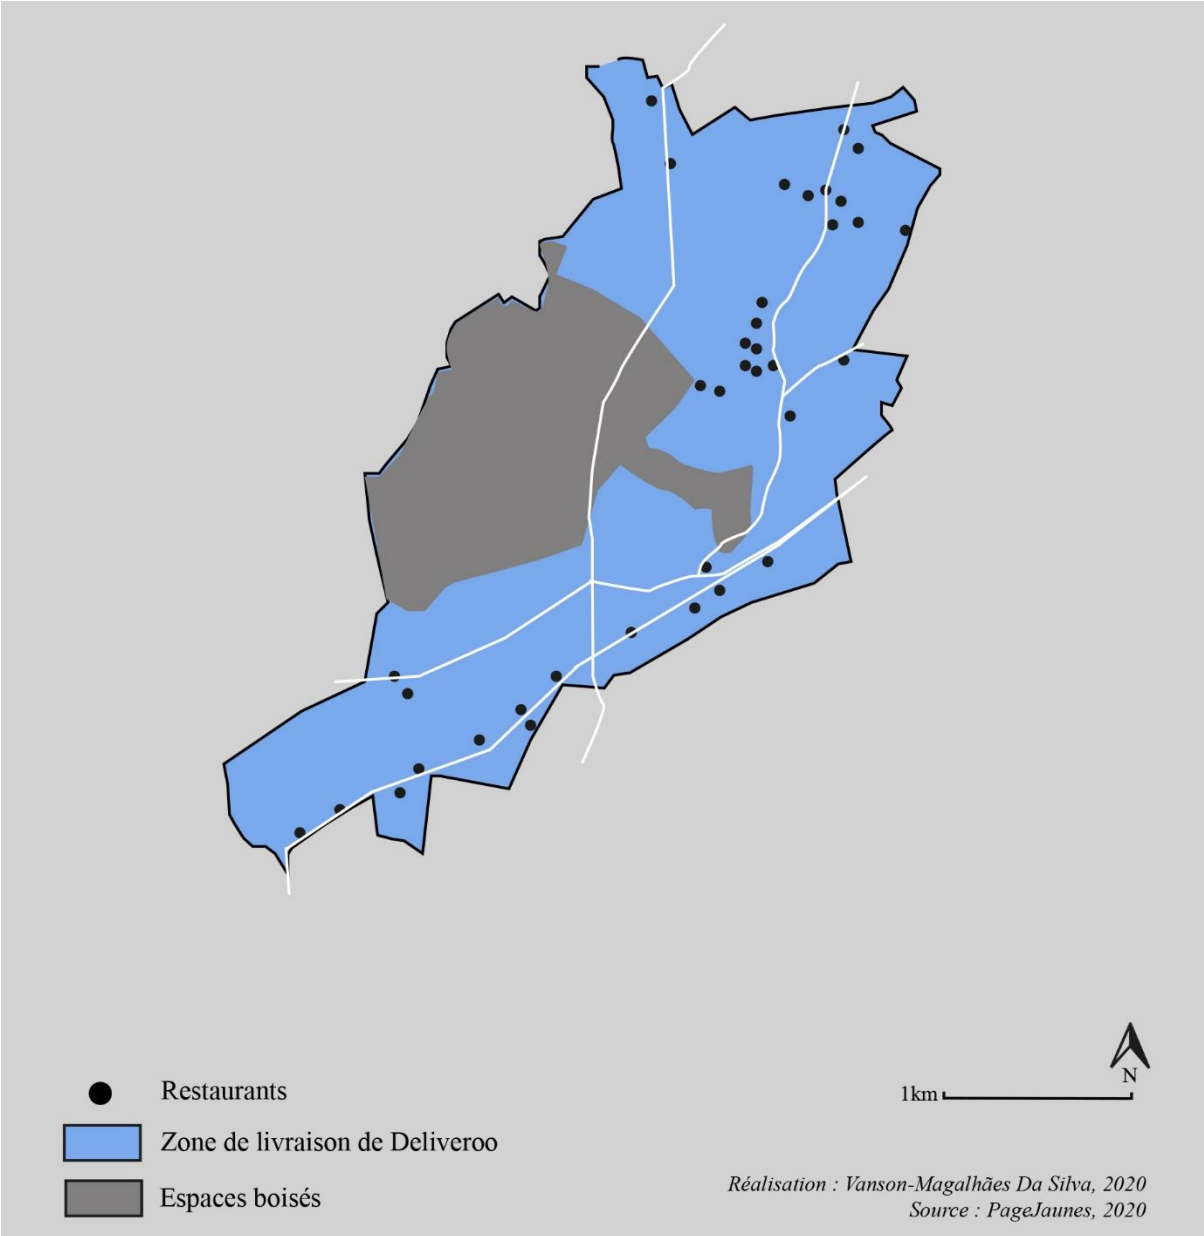 Restaurants
Zone de livraison de Deliveroo
Espaces boisés
N
1km
Réalisation : Vanson-Magalhães Da Silva, 2020
Source : PageJaunes, 2020